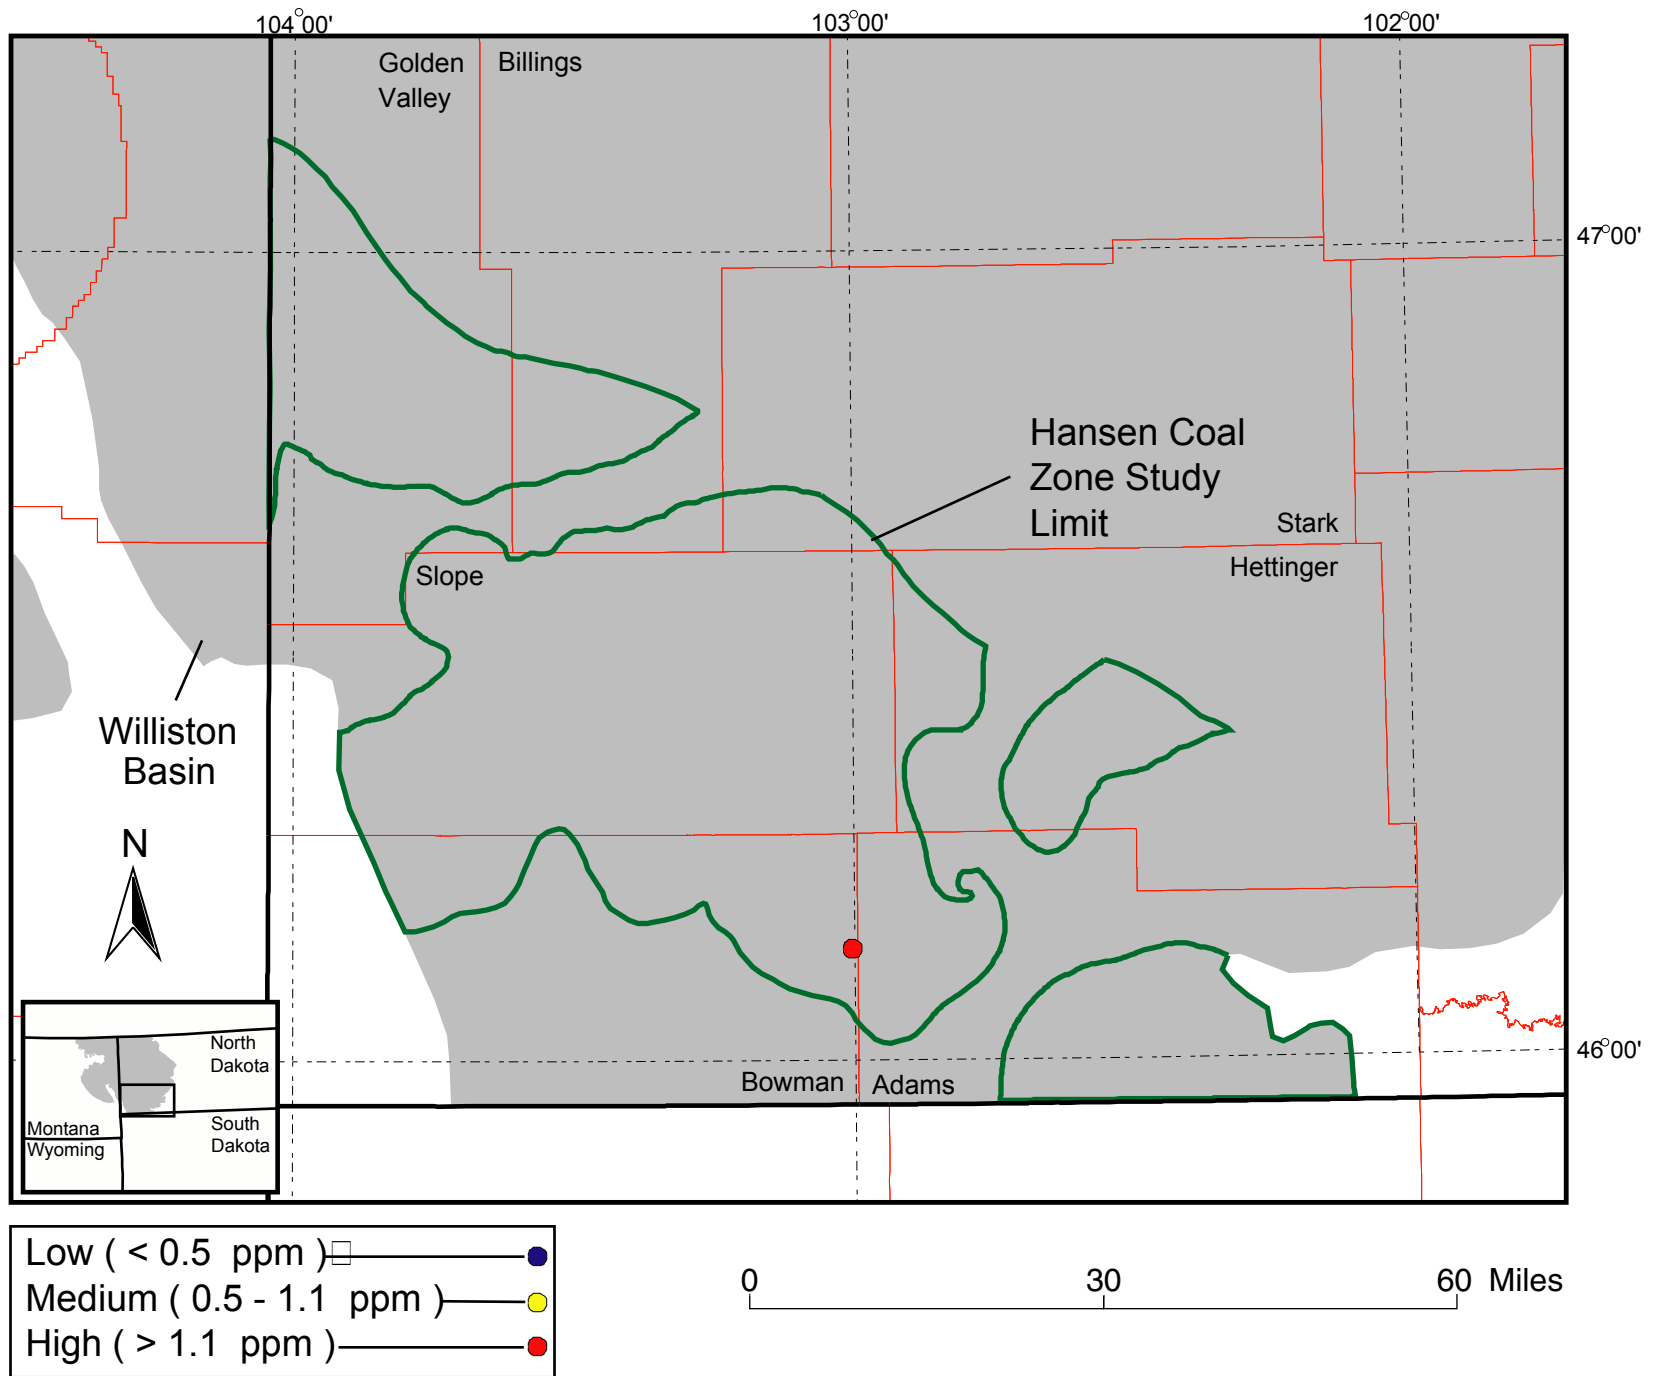 104°00'
103°00'
102°00'
Golden
Valley
Billings
47°00'
Hansen Coal
Zone Study
Limit
Stark
Hettinger
Slope
Williston
Basin
N
46°00'
Bowman
Adams
North
Dakota
Montana
Wyoming
South
Dakota
Low ( < 0.5 ppm )□
Medium ( 0.5 - 1.1 ppm )
High ( > 1.1 ppm )
0 30 60 Miles